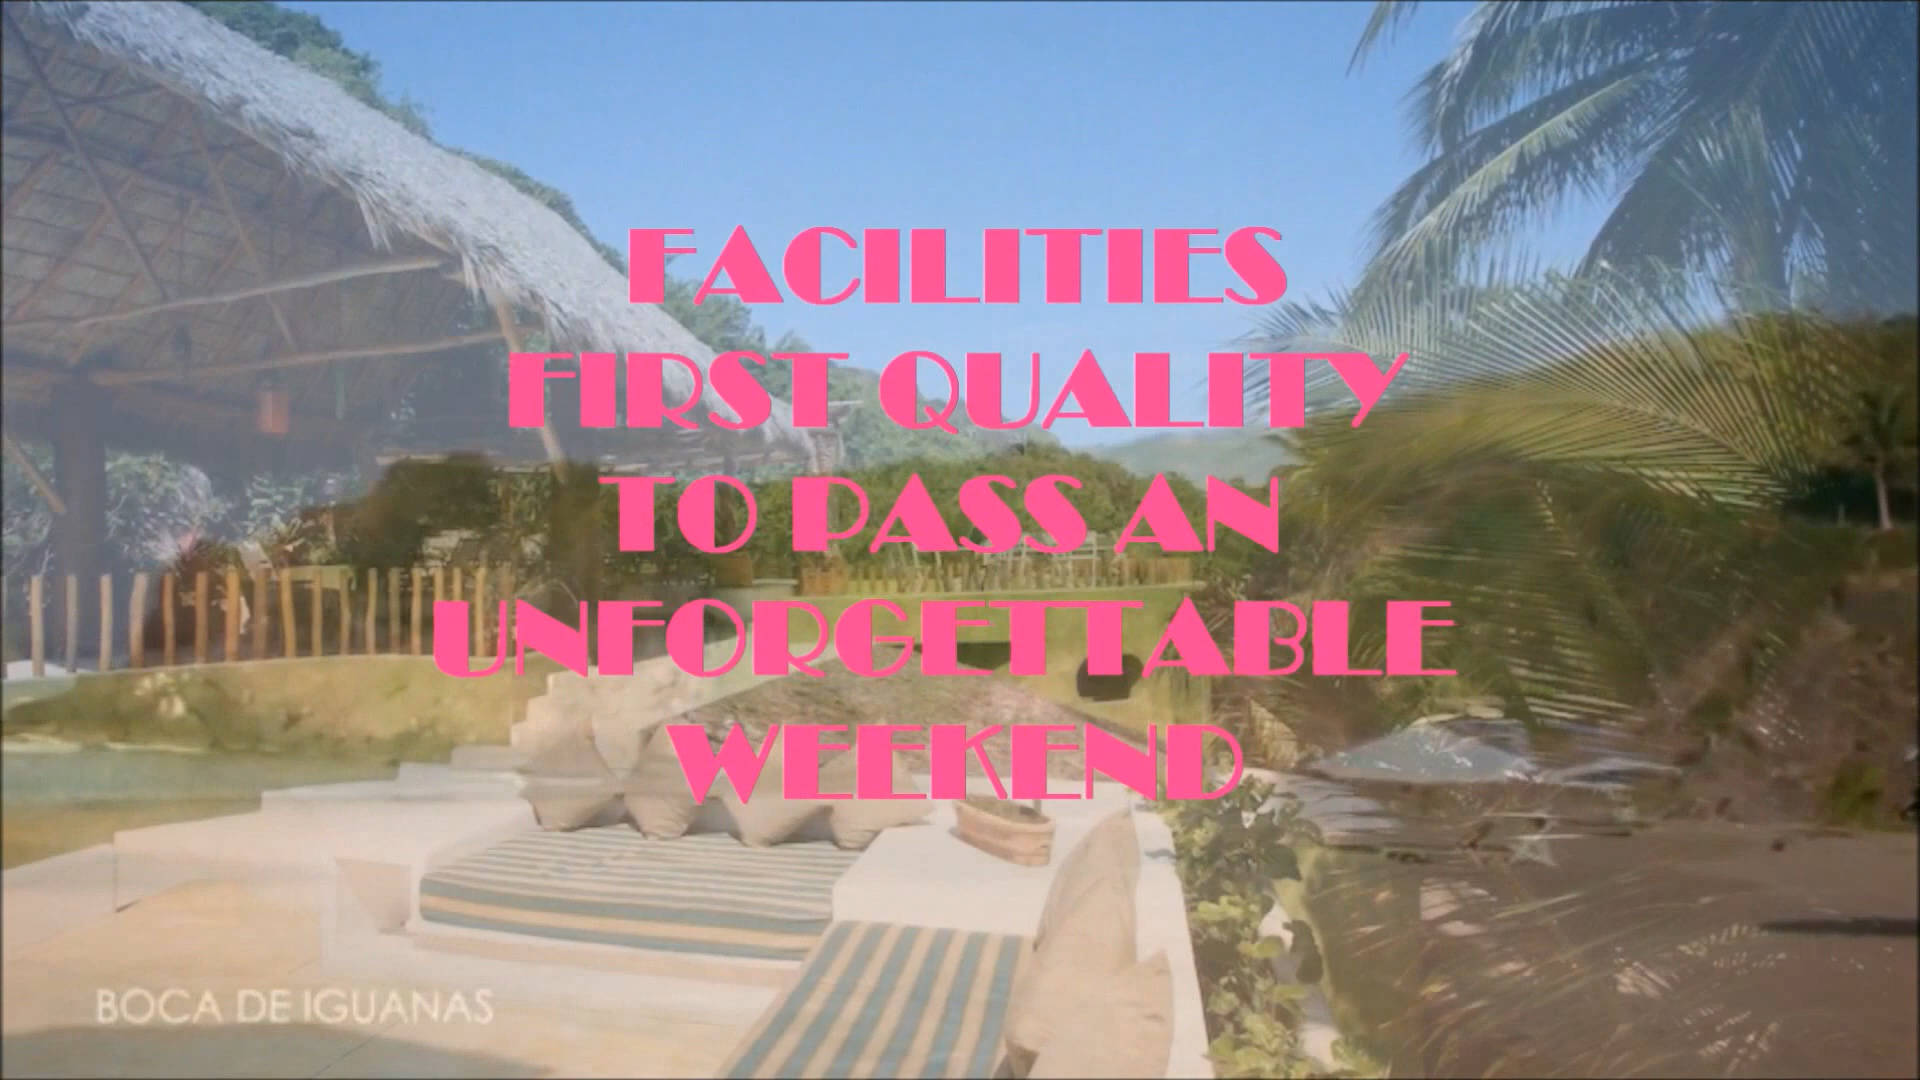 FACILITIES
FIRST QUALITY
TO PASS AN
UNFORGETTABLE
WEEKEND
BOCA DE IGUANAS